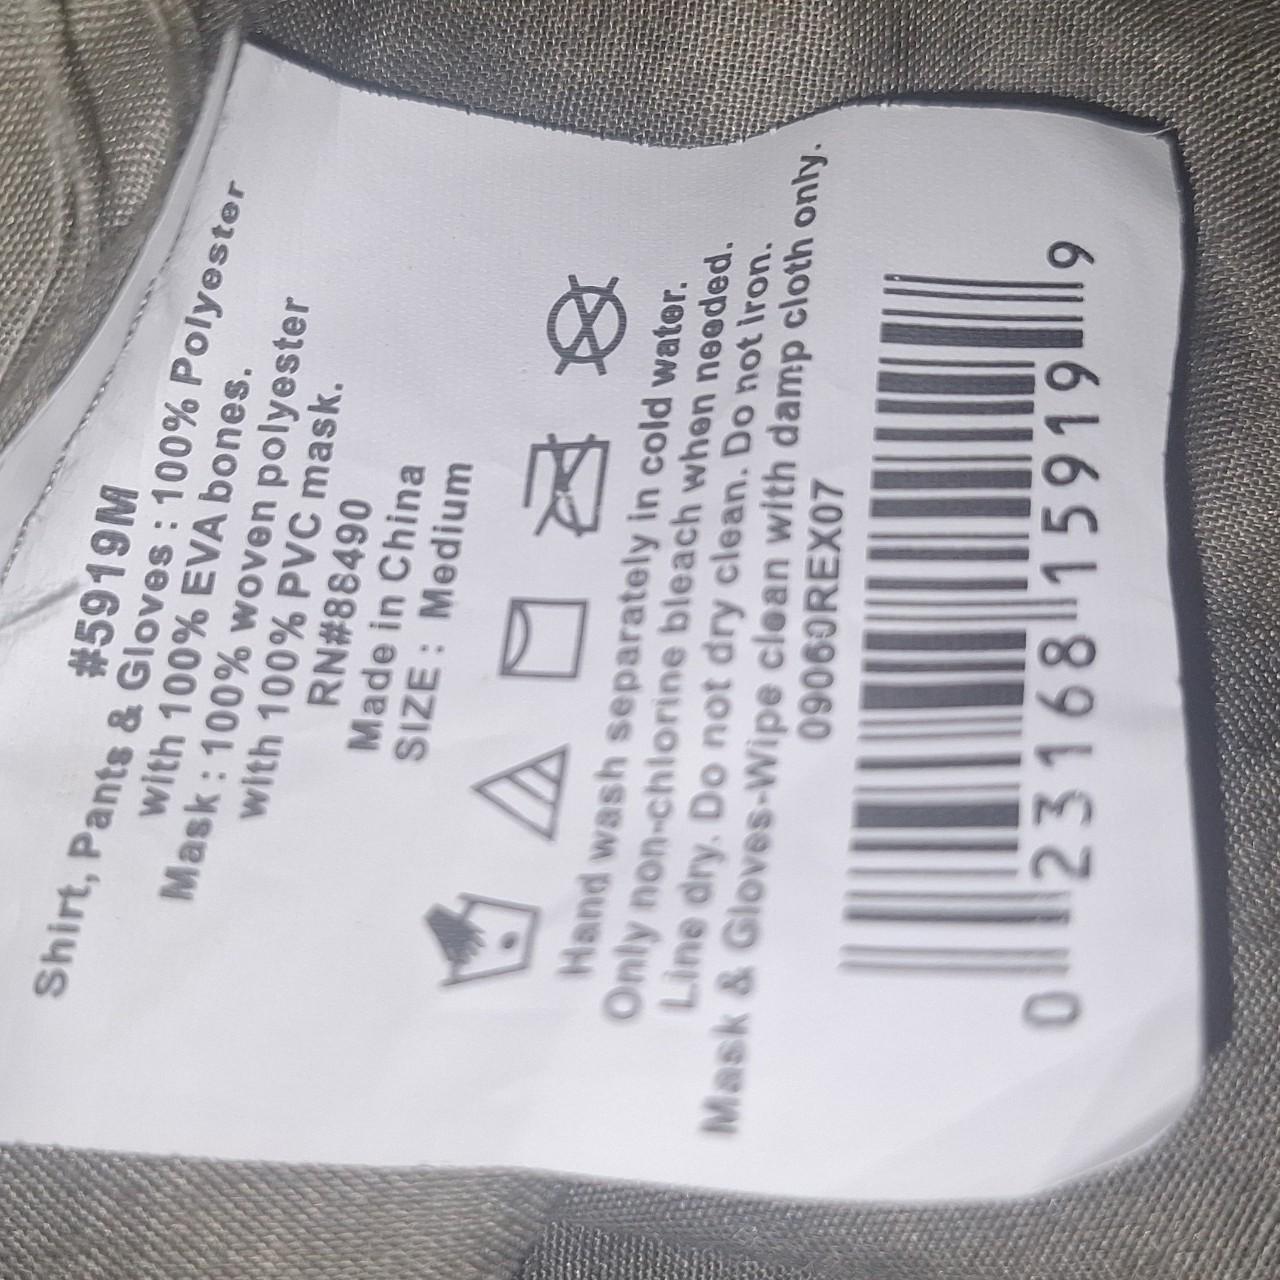 #5919M
Shirt, Pants & Gloves : 100% Polyester
with 100% EVA bones.
Mask : 100% woven polyester
with 100% PVC mask.
RN#88490
Made in China
SIZE : Medium
Hand wash separately in cold water.
Only non-chlorine bleach when needed.
Line dry. Do not dry clean. Do not iron.
Mask & Gloves-Wipe clean with damp cloth only.
09060REX07
0 23168 15919 9